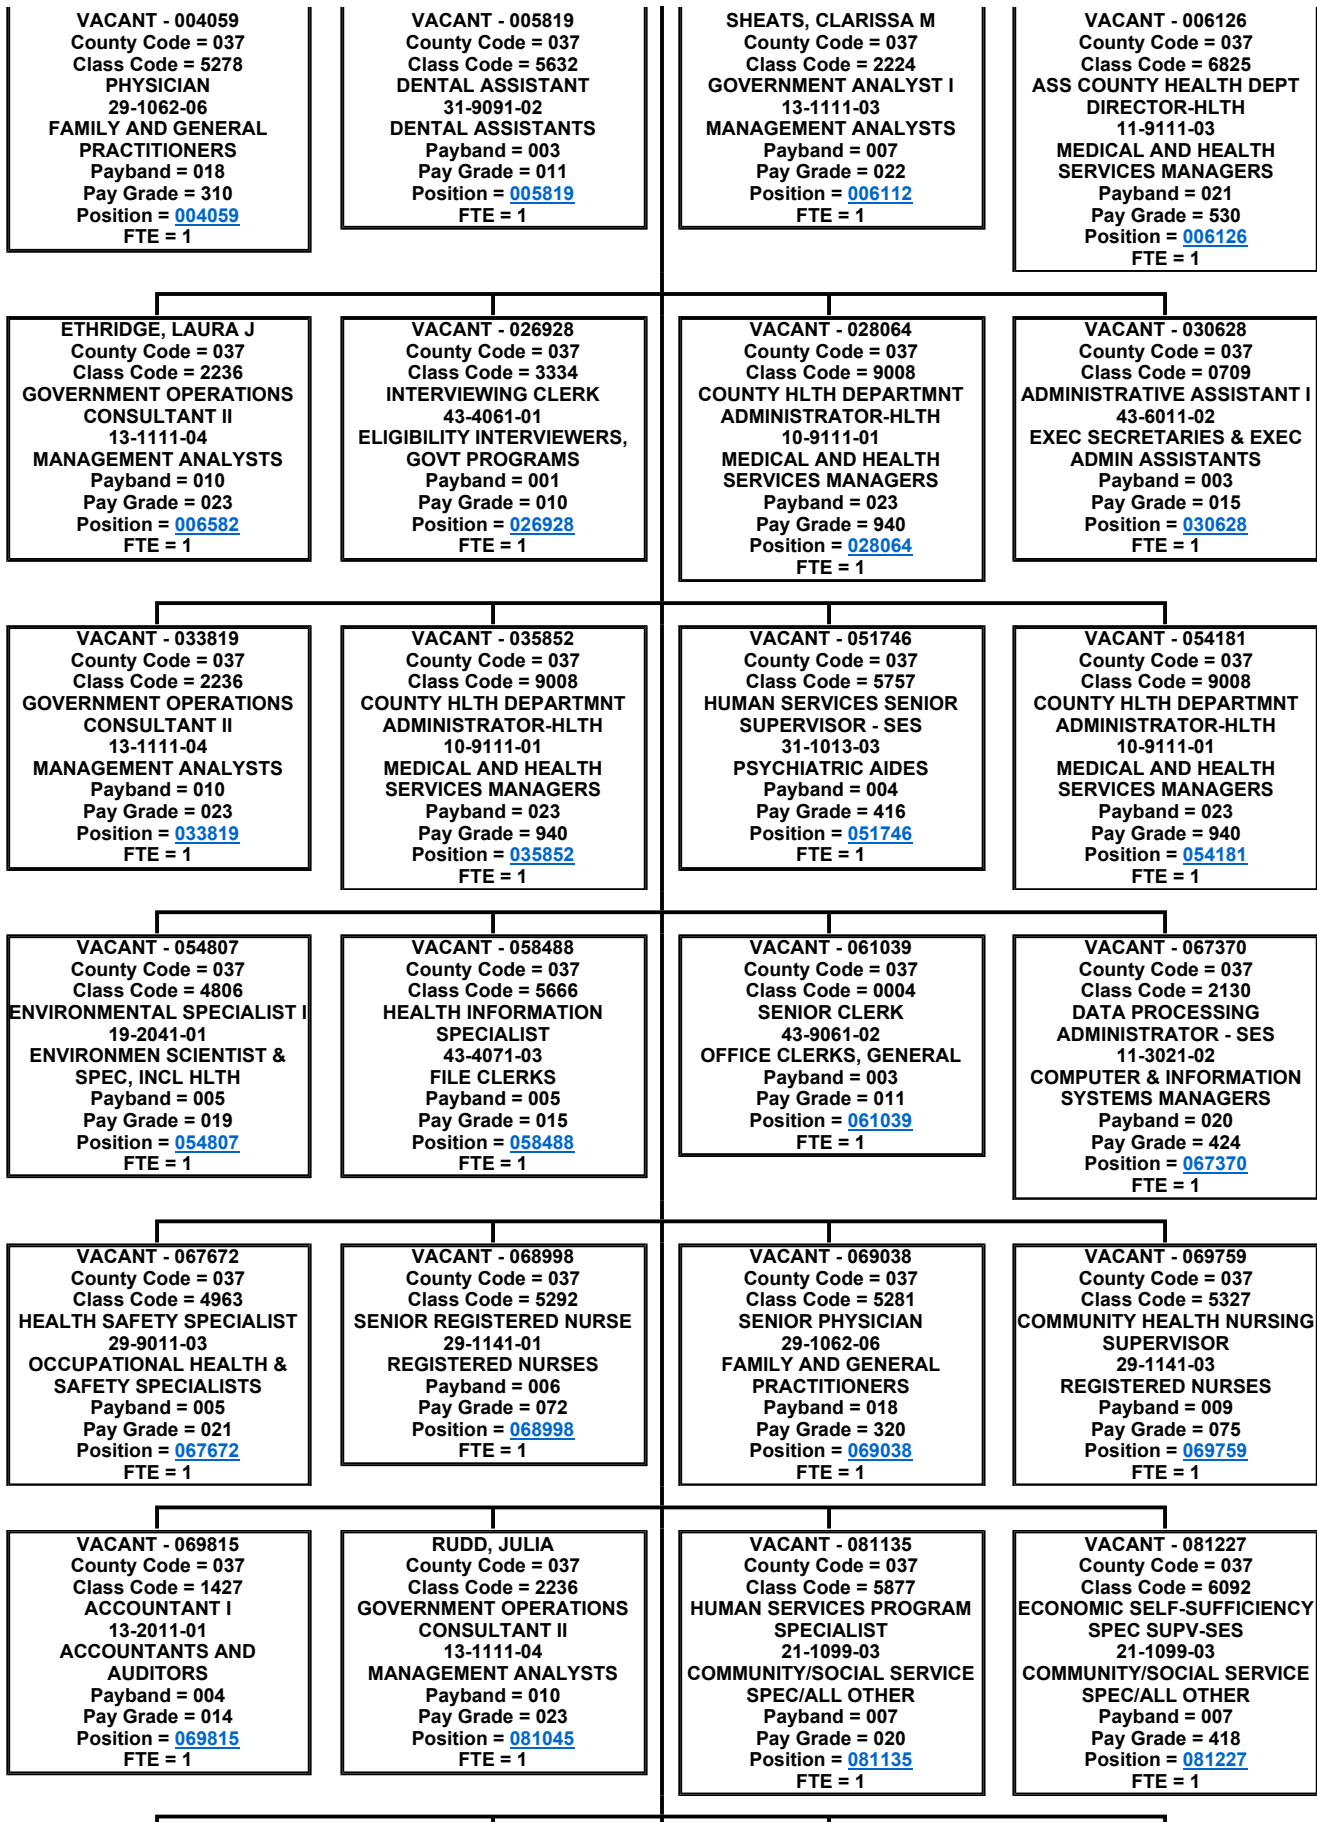 VACANT - 004059
County Code = 037
Class Code = 5278
PHYSICIAN
29-1062-06
FAMILY AND GENERAL
PRACTITIONERS
Payband = 018
Pay Grade = 310
Position = 004059
FTE = 1
VACANT - 005819
County Code = 037
Class Code = 5632
DENTAL ASSISTANT
31-9091-02
DENTAL ASSISTANTS
Payband = 003
Pay Grade = 011
Position = 005819
FTE = 1
SHEATS, CLARISSA M
County Code = 037
Class Code = 2224
GOVERNMENT ANALYST I
13-1111-03
MANAGEMENT ANALYSTS
Payband = 007
Pay Grade = 022
Position = 006112
FTE = 1
VACANT - 006126
County Code = 037
Class Code = 6825
ASS COUNTY HEALTH DEPT
DIRECTOR-HLTH
11-9111-03
MEDICAL AND HEALTH
SERVICES MANAGERS
Payband = 021
Pay Grade = 530
Position = 006126
FTE = 1
ETHRIDGE, LAURA J
County Code = 037
Class Code = 2236
GOVERNMENT OPERATIONS
CONSULTANT II
13-1111-04
MANAGEMENT ANALYSTS
Payband = 010
Pay Grade = 023
Position = 006582
FTE = 1
VACANT - 026928
County Code = 037
Class Code = 3334
INTERVIEWING CLERK
43-4061-01
ELIGIBILITY INTERVIEWERS,
GOVT PROGRAMS
Payband = 001
Pay Grade = 010
Position = 026928
FTE = 1
VACANT - 028064
County Code = 037
Class Code = 9008
COUNTY HLTH DEPARTMNT
ADMINISTRATOR-HLTH
10-9111-01
MEDICAL AND HEALTH
SERVICES MANAGERS
Payband = 023
Pay Grade = 940
Position = 028064
FTE = 1
VACANT - 030628
County Code = 037
Class Code = 0709
ADMINISTRATIVE ASSISTANT I
43-6011-02
EXEC SECRETARIES & EXEC
ADMIN ASSISTANTS
Payband = 003
Pay Grade = 015
Position = 030628
FTE = 1
VACANT - 033819
County Code = 037
Class Code = 2236
GOVERNMENT OPERATIONS
CONSULTANT II
13-1111-04
MANAGEMENT ANALYSTS
Payband = 010
Pay Grade = 023
Position = 033819
FTE = 1
VACANT - 035852
County Code = 037
Class Code = 9008
COUNTY HLTH DEPARTMNT
ADMINISTRATOR-HLTH
10-9111-01
MEDICAL AND HEALTH
SERVICES MANAGERS
Payband = 023
Pay Grade = 940
Position = 035852
FTE = 1
VACANT - 051746
County Code = 037
Class Code = 5757
HUMAN SERVICES SENIOR
SUPERVISOR - SES
31-1013-03
PSYCHIATRIC AIDES
Payband = 004
Pay Grade = 416
Position = 051746
FTE = 1
VACANT - 054181
County Code = 037
Class Code = 9008
COUNTY HLTH DEPARTMNT
ADMINISTRATOR-HLTH
10-9111-01
MEDICAL AND HEALTH
SERVICES MANAGERS
Payband = 023
Pay Grade = 940
Position = 054181
FTE = 1
VACANT - 054807
County Code = 037
Class Code = 4806
ENVIRONMENTAL SPECIALIST I
19-2041-01
ENVIRONMEN SCIENTIST &
SPEC, INCL HLTH
Payband = 005
Pay Grade = 019
Position = 054807
FTE = 1
VACANT - 058488
County Code = 037
Class Code = 5666
HEALTH INFORMATION
SPECIALIST
43-4071-03
FILE CLERKS
Payband = 005
Pay Grade = 015
Position = 058488
FTE = 1
VACANT - 061039
County Code = 037
Class Code = 0004
SENIOR CLERK
43-9061-02
OFFICE CLERKS, GENERAL
Payband = 003
Pay Grade = 011
Position = 061039
FTE = 1
VACANT - 067370
County Code = 037
Class Code = 2130
DATA PROCESSING
ADMINISTRATOR - SES
11-3021-02
COMPUTER & INFORMATION
SYSTEMS MANAGERS
Payband = 020
Pay Grade = 424
Position = 067370
FTE = 1
VACANT - 067672
County Code = 037
Class Code = 4963
HEALTH SAFETY SPECIALIST
29-9011-03
OCCUPATIONAL HEALTH &
SAFETY SPECIALISTS
Payband = 005
Pay Grade = 021
Position = 067672
FTE = 1
VACANT - 068998
County Code = 037
Class Code = 5292
SENIOR REGISTERED NURSE
29-1141-01
REGISTERED NURSES
Payband = 006
Pay Grade = 072
Position = 068998
FTE = 1
VACANT - 069038
County Code = 037
Class Code = 5281
SENIOR PHYSICIAN
29-1062-06
FAMILY AND GENERAL
PRACTITIONERS
Payband = 018
Pay Grade = 320
Position = 069038
FTE = 1
VACANT - 069759
County Code = 037
Class Code = 5327
COMMUNITY HEALTH NURSING
SUPERVISOR
29-1141-03
REGISTERED NURSES
Payband = 009
Pay Grade = 075
Position = 069759
FTE = 1
VACANT - 069815
County Code = 037
Class Code = 1427
ACCOUNTANT I
13-2011-01
ACCOUNTANTS AND
AUDITORS
Payband = 004
Pay Grade = 014
Position = 069815
FTE = 1
RUDD, JULIA
County Code = 037
Class Code = 2236
GOVERNMENT OPERATIONS
CONSULTANT II
13-1111-04
MANAGEMENT ANALYSTS
Payband = 010
Pay Grade = 023
Position = 081045
FTE = 1
VACANT - 081135
County Code = 037
Class Code = 5877
HUMAN SERVICES PROGRAM
SPECIALIST
21-1099-03
COMMUNITY/SOCIAL SERVICE
SPEC/ALL OTHER
Payband = 007
Pay Grade = 020
Position = 081135
FTE = 1
VACANT - 081227
County Code = 037
Class Code = 6092
ECONOMIC SELF-SUFFICIENCY
SPEC SUPV-SES
21-1099-03
COMMUNITY/SOCIAL SERVICE
SPEC/ALL OTHER
Payband = 007
Pay Grade = 418
Position = 081227
FTE = 1